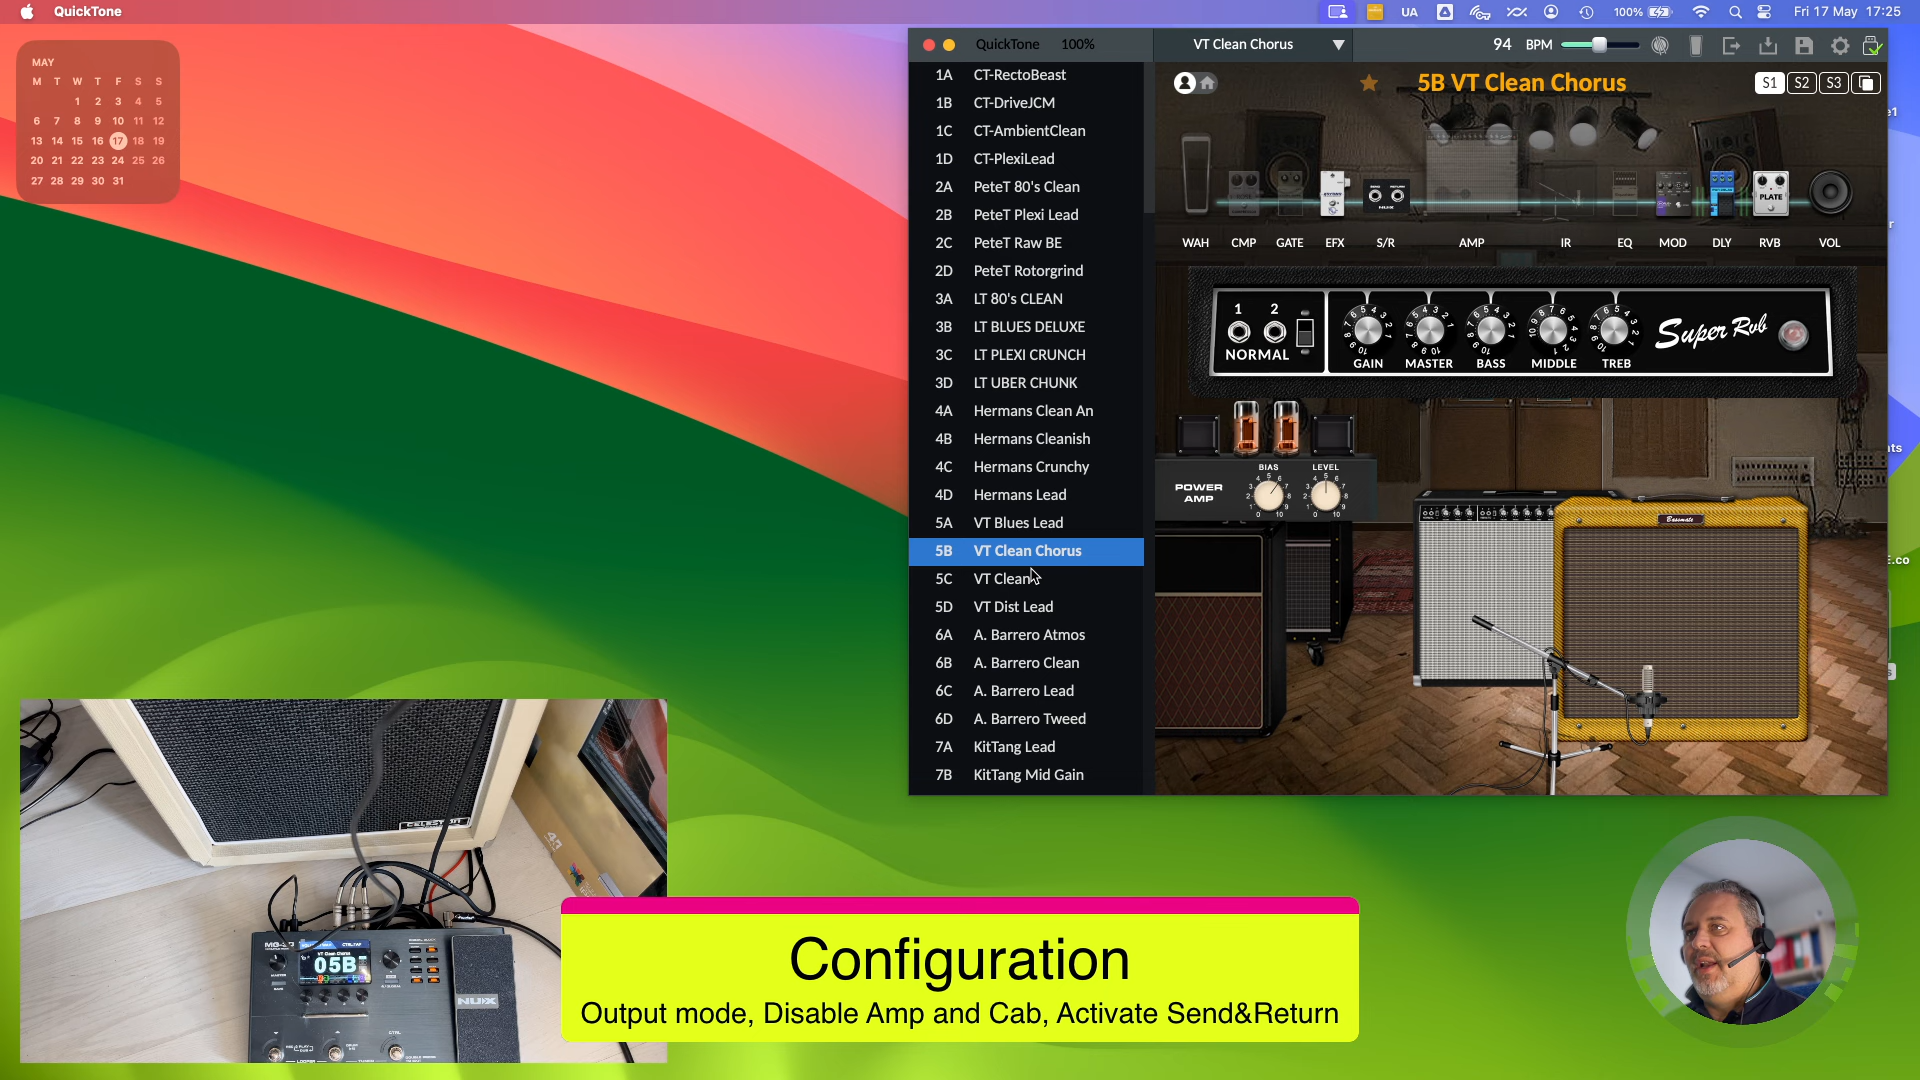 QuickTone
UA
100%
Fri 17 May 17:25
MAY
M T W T F S S
1 2 3 4 5
6 7 8 9 10 11 12
13 14 15 16 17 18 19
20 21 22 23 24 25 26
27 28 29 30 31
QuickTone 100%
VT Clean Chorus
94 BPM
1A CT-RectoBeast
1B CT-DriveJCM
1C CT-AmbientClean
1D CT-PlexiLead
2A PeteT 80's Clean
2B PeteT Plexi Lead
2C PeteT Raw BE
2D PeteT Rotorgrind
3A LT 80's CLEAN
3B LT BLUES DELUXE
3C LT PLEXI CRUNCH
3D LT UBER CHUNK
4A Hermans Clean An
4B Hermans Cleanish
4C Hermans Crunchy
4D Hermans Lead
5A VT Blues Lead
5B VT Clean Chorus
5C VT Clean
5D VT Dist Lead
6A A. Barrero Atmos
6B A. Barrero Clean
6C A. Barrero Lead
6D A. Barrero Tweed
7A KitTang Lead
7B KitTang Mid Gain
5B VT Clean Chorus
S1 S2 S3
PLATE
WAH CMP GATE EFX S/R AMP IR EQ MOD DLY RVB VOL
1 2
NORMAL
GAIN MASTER BASS MIDDLE TREB
Super Rvb
POWER AMP
BIAS LEVEL
Bassmate
CELESTION
VT Clean Chorus
05B
NUX
Configuration
Output mode, Disable Amp and Cab, Activate Send&Return